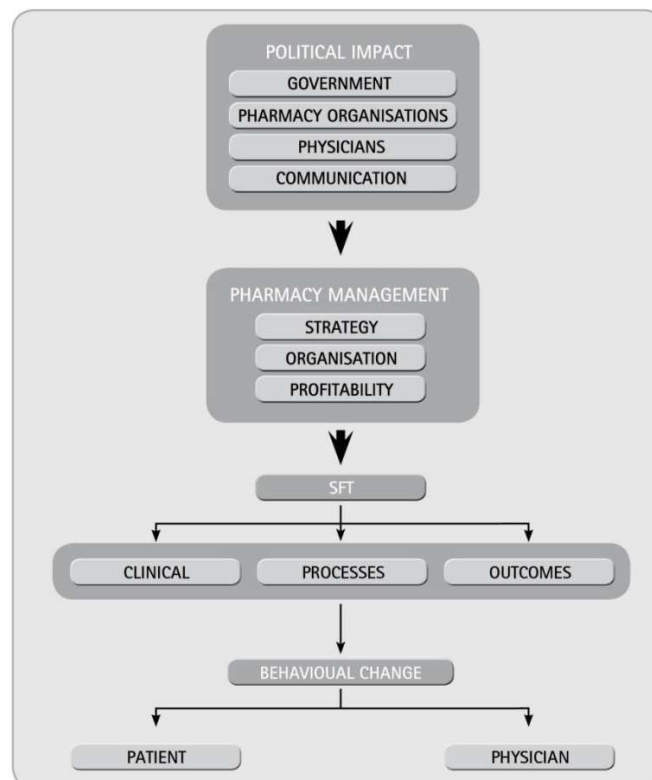 POLITICAL IMPACT
GOVERNMENT
PHARMACY ORGANISATIONS
PHYSICIANS
COMMUNICATION
PHARMACY MANAGEMENT
STRATEGY
ORGANISATION
PROFITABILITY
SFT
CLINICAL
PROCESSES
OUTCOMES
BEHAVIOUAL CHANGE
PATIENT
PHYSICIAN